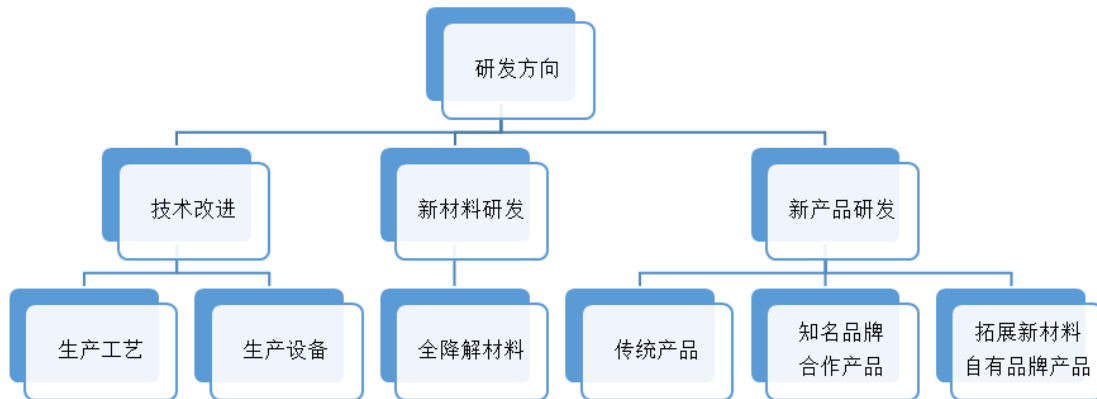 研发方向
技术改进
新材料研发
新产品研发
生产工艺
生产设备
全降解材料
传统产品
知名品牌
合作产品
拓展新材料
自有品牌产品